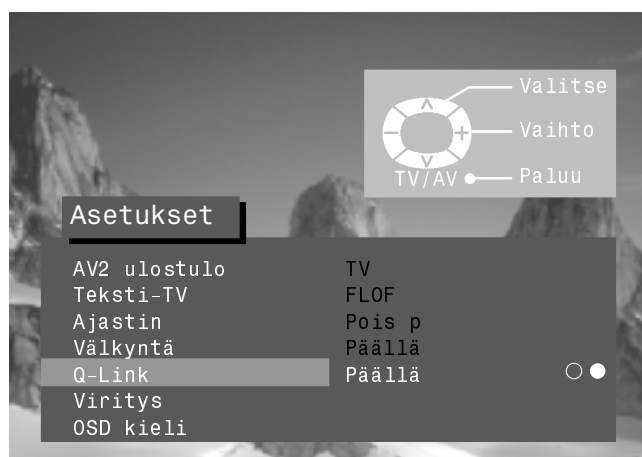 Valitse
Vaihto
TV/AV Paluu
Asetukset
AV2 ulostulo TV
Teksti-TV FLOF
Ajastin Pois p
Välkyntä Päällä
Q-Link Päällä
Viritys
OSD kieli